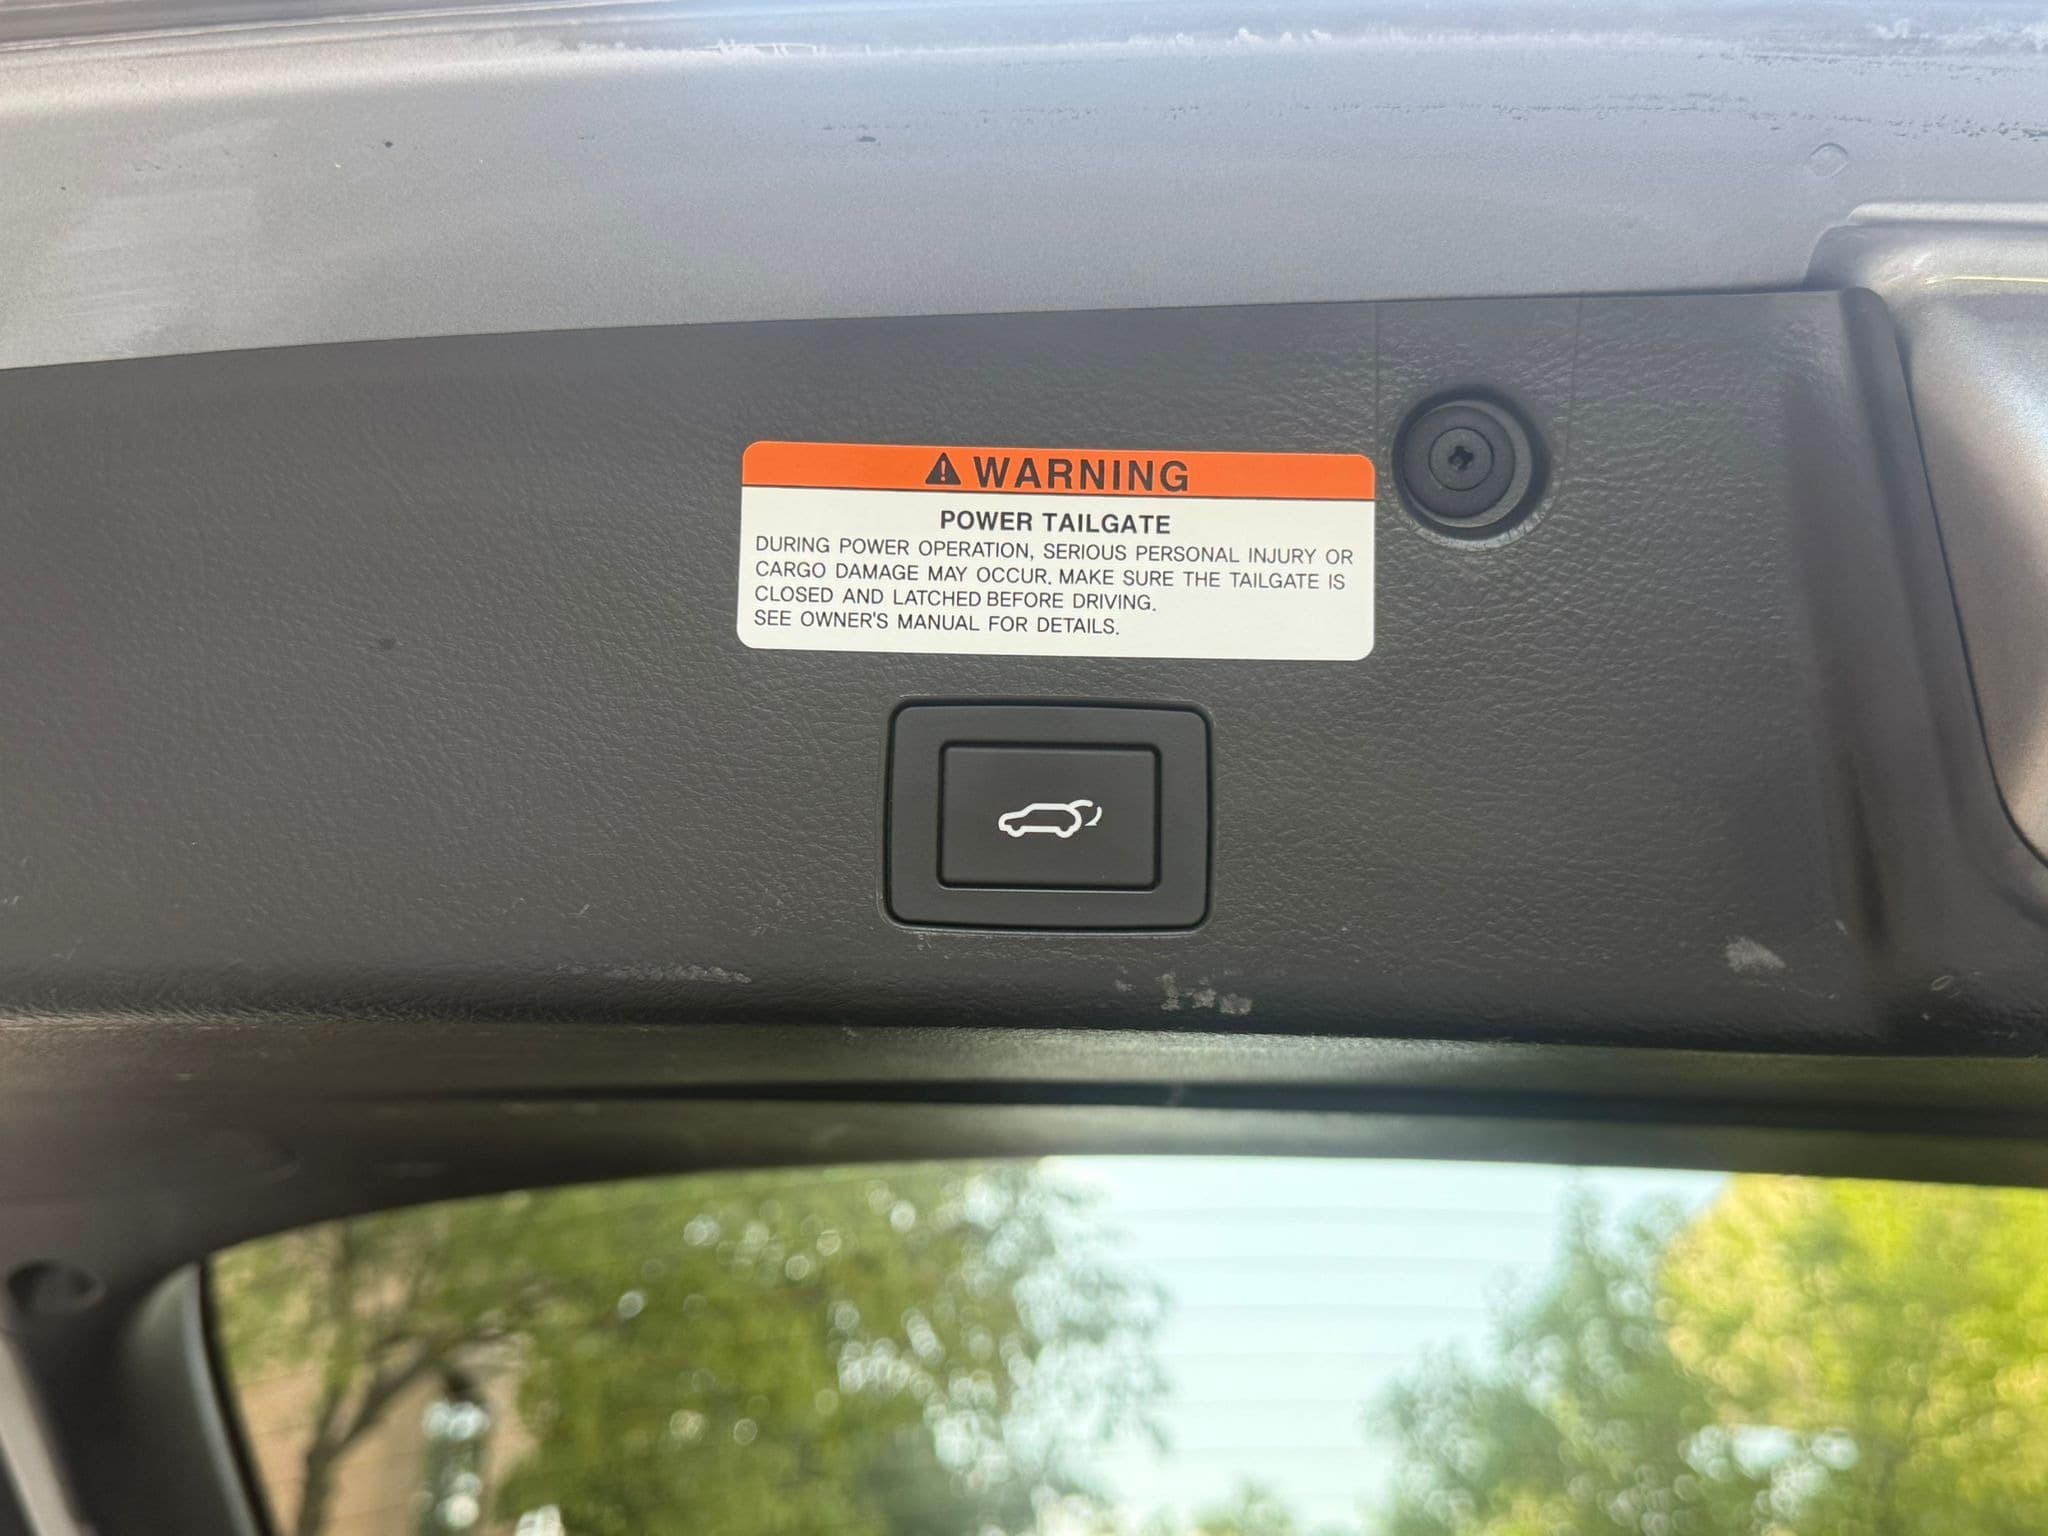 WARNING
POWER TAILGATE
DURING POWER OPERATION, SERIOUS PERSONAL INJURY OR
CARGO DAMAGE MAY OCCUR. MAKE SURE THE TAILGATE IS
CLOSED AND LATCHED BEFORE DRIVING.
SEE OWNER'S MANUAL FOR DETAILS.